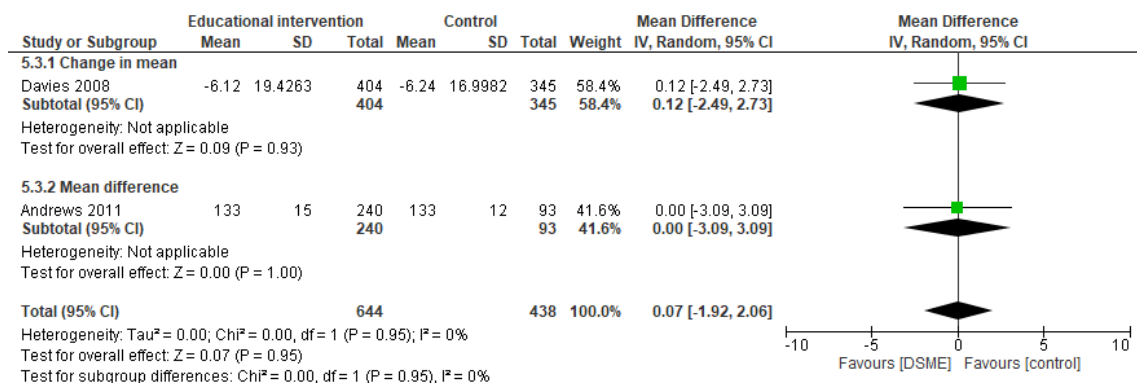 Educational intervention Control Mean Difference Mean Difference
Study or Subgroup Mean SD Total Mean SD Total Weight IV, Random, 95% CI IV, Random, 95% CI
5.3.1 Change in mean
Davies 2008 -6.12 19.4263 404 -6.24 16.9982 345 58.4% 0.12 [-2.49, 2.73]
Subtotal (95% CI) 404 345 58.4% 0.12 [-2.49, 2.73]
Heterogeneity: Not applicable
Test for overall effect: Z = 0.09 (P = 0.93)
5.3.2 Mean difference
Andrews 2011 133 15 240 133 12 93 41.6% 0.00 [-3.09, 3.09]
Subtotal (95% CI) 240 93 41.6% 0.00 [-3.09, 3.09]
Heterogeneity: Not applicable
Test for overall effect: Z = 0.00 (P = 1.00)
Total (95% CI) 644 438 100.0% 0.07 [-1.92, 2.06]
Heterogeneity: Tau² = 0.00; Chi² = 0.00, df = 1 (P = 0.95); I² = 0%
Test for overall effect: Z = 0.07 (P = 0.95)
Test for subgroup differences: Chi² = 0.00, df = 1 (P = 0.95), I² = 0%
-10 -5 0 5 10
Favours [DSME] Favours [control]